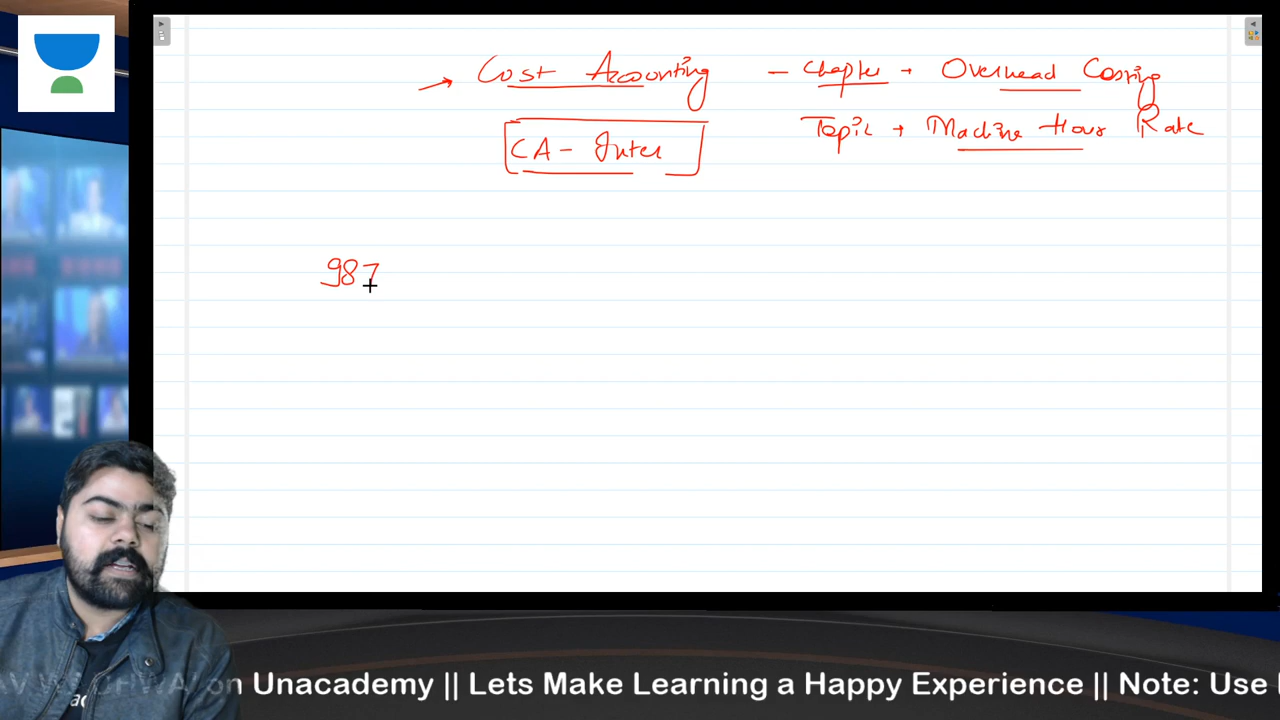 → Cost Accounting - Chapter → Overhead Costing
CA - Inter
Topic → Machine Hour Rate
987
on Unacademy || Lets Make Learning a Happy Experience || Note: Use